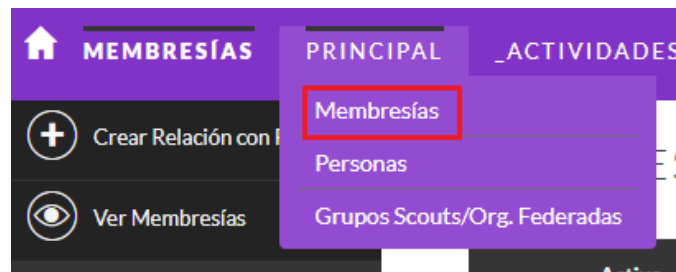 MEMBRESÍAS PRINCIPAL _ACTIVIDADES
Membresías
Crear Relación con
Personas
Ver Membresías
Grupos Scouts/Org. Federadas